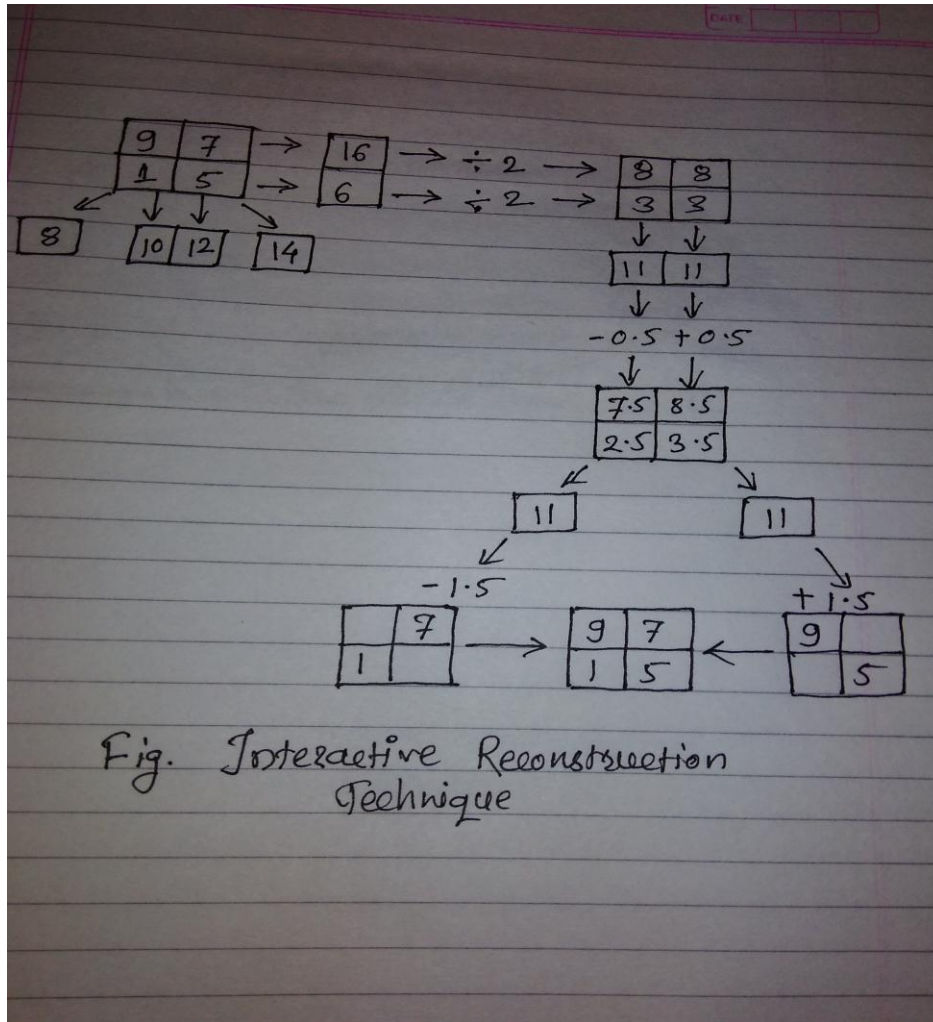 DATE
9 7 → 16 → ÷2 → 8 8
1 5 → 6 → ÷2 → 3 3
8 10 12 14
11 11
-0.5 +0.5
7.5 8.5
2.5 3.5
11 11
-1.5 +1.5
7 → 9 7 ← 9
1 1 5 5
Fig. Interactive Reconstruction
Technique